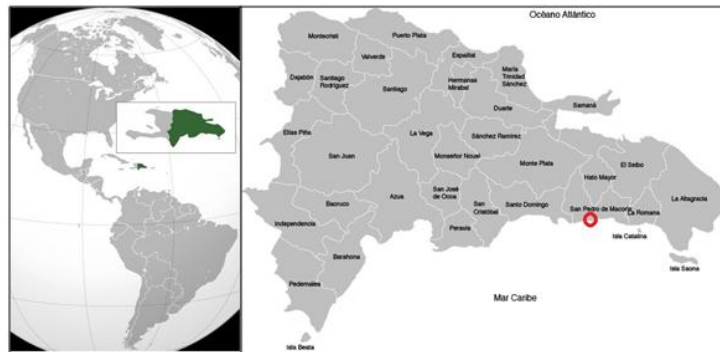 Océano Atlántico
Montecristi
Puerto Plata
Valverde
Espaillat
María
Trinidad
Sánchez
Dajabón
Santiago
Rodríguez
Santiago
Hermanas
Mirabal
Duarte
Samaná
Elías Piña
La Vega
Sánchez Ramírez
San Juan
Monseñor Nouel
Monte Plata
El Seibo
Hato Mayor
Azua
San José
de Ocoa
San
Cristóbal
Santo Domingo
San Pedro de Macorís
La Romana
La Altagracia
Independencia
Baoruco
Peravia
Isla Catalina
Barahona
Isla Saona
Pedernales
Mar Caribe
Isla Beata